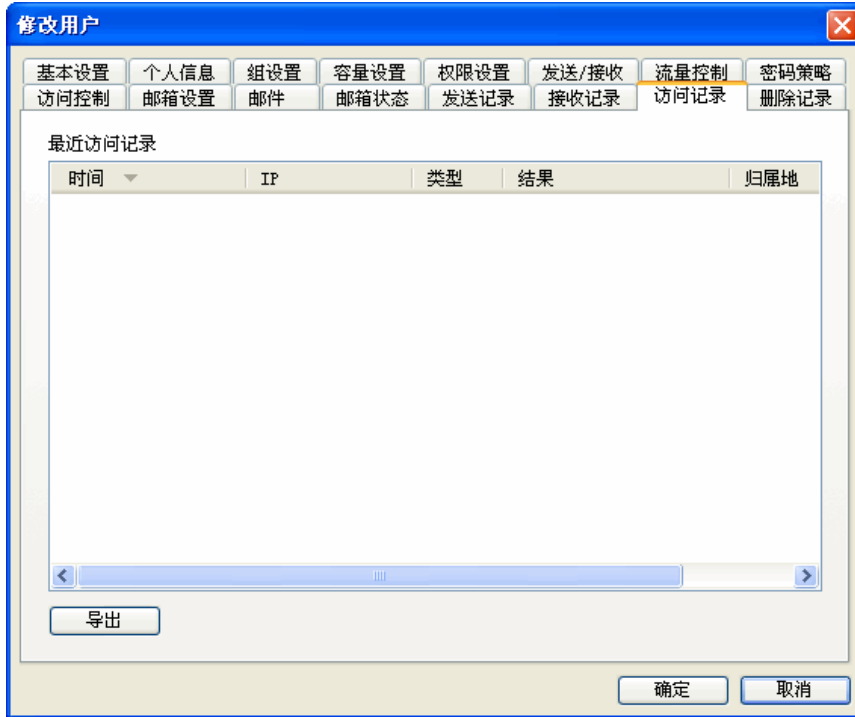 修改用户
基本设置 个人信息 组设置 容量设置 权限设置 发送/接收 流量控制 密码策略
访问控制 邮箱设置 邮件 邮箱状态 发送记录 接收记录 访问记录 删除记录
最近访问记录
时间 IP 类型 结果 归属地
导出
确定 取消